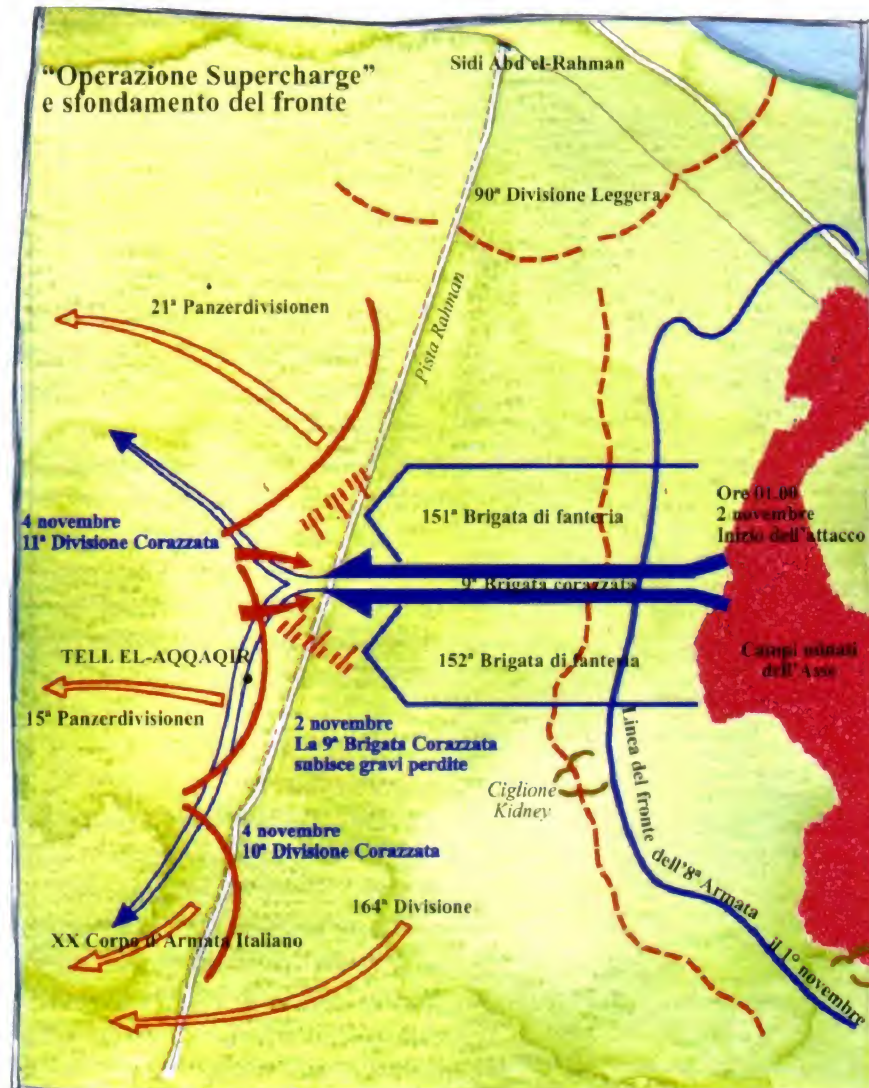 "Operazione Supercharge"
e sfondamento del fronte
Sidi Abd el-Rahman
90ª Divisione Leggera
21ª Panzerdivisionen
Pista Rahman
4 novembre
11ª Divisione Corazzata
151ª Brigata di fanteria
Ore 01.00
2 novembre
Inizio dell'attacco
9ª Brigata corazzata
152ª Brigata di fanteria
Campi minati
dell'Asse
TELL EL-AQQAQIR
15ª Panzerdivisionen
2 novembre
La 9ª Brigata Corazzata
subisce gravi perdite
Ciglione
Kidney
Linea del fronte
dell'8ª Armata
il 1° novembre
4 novembre
10ª Divisione Corazzata
164ª Divisione
XX Corpo d'Armata Italiano